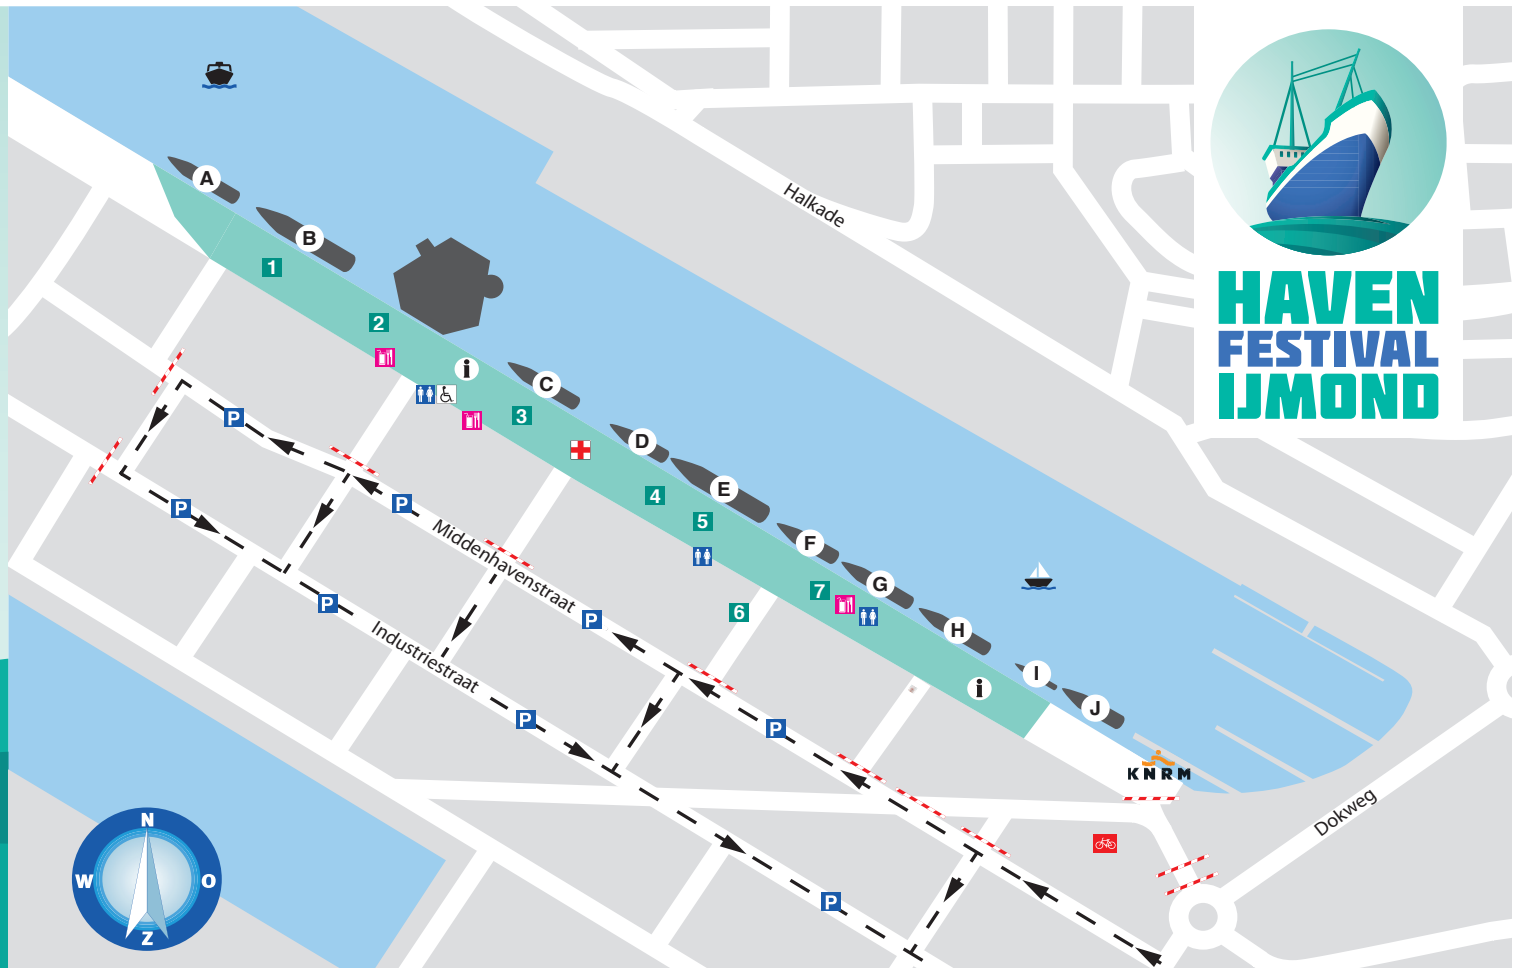 A
B
1
2
i
C
3
D
4
E
5
F
7
G
6
H
i
I
J
KNRM
Halkade
HAVEN
FESTIVAL
IJMOND
P
P
P
P
P
P
P
P
Middenhavenstraat
Industriestraat
Dokweg
N
W
O
Z